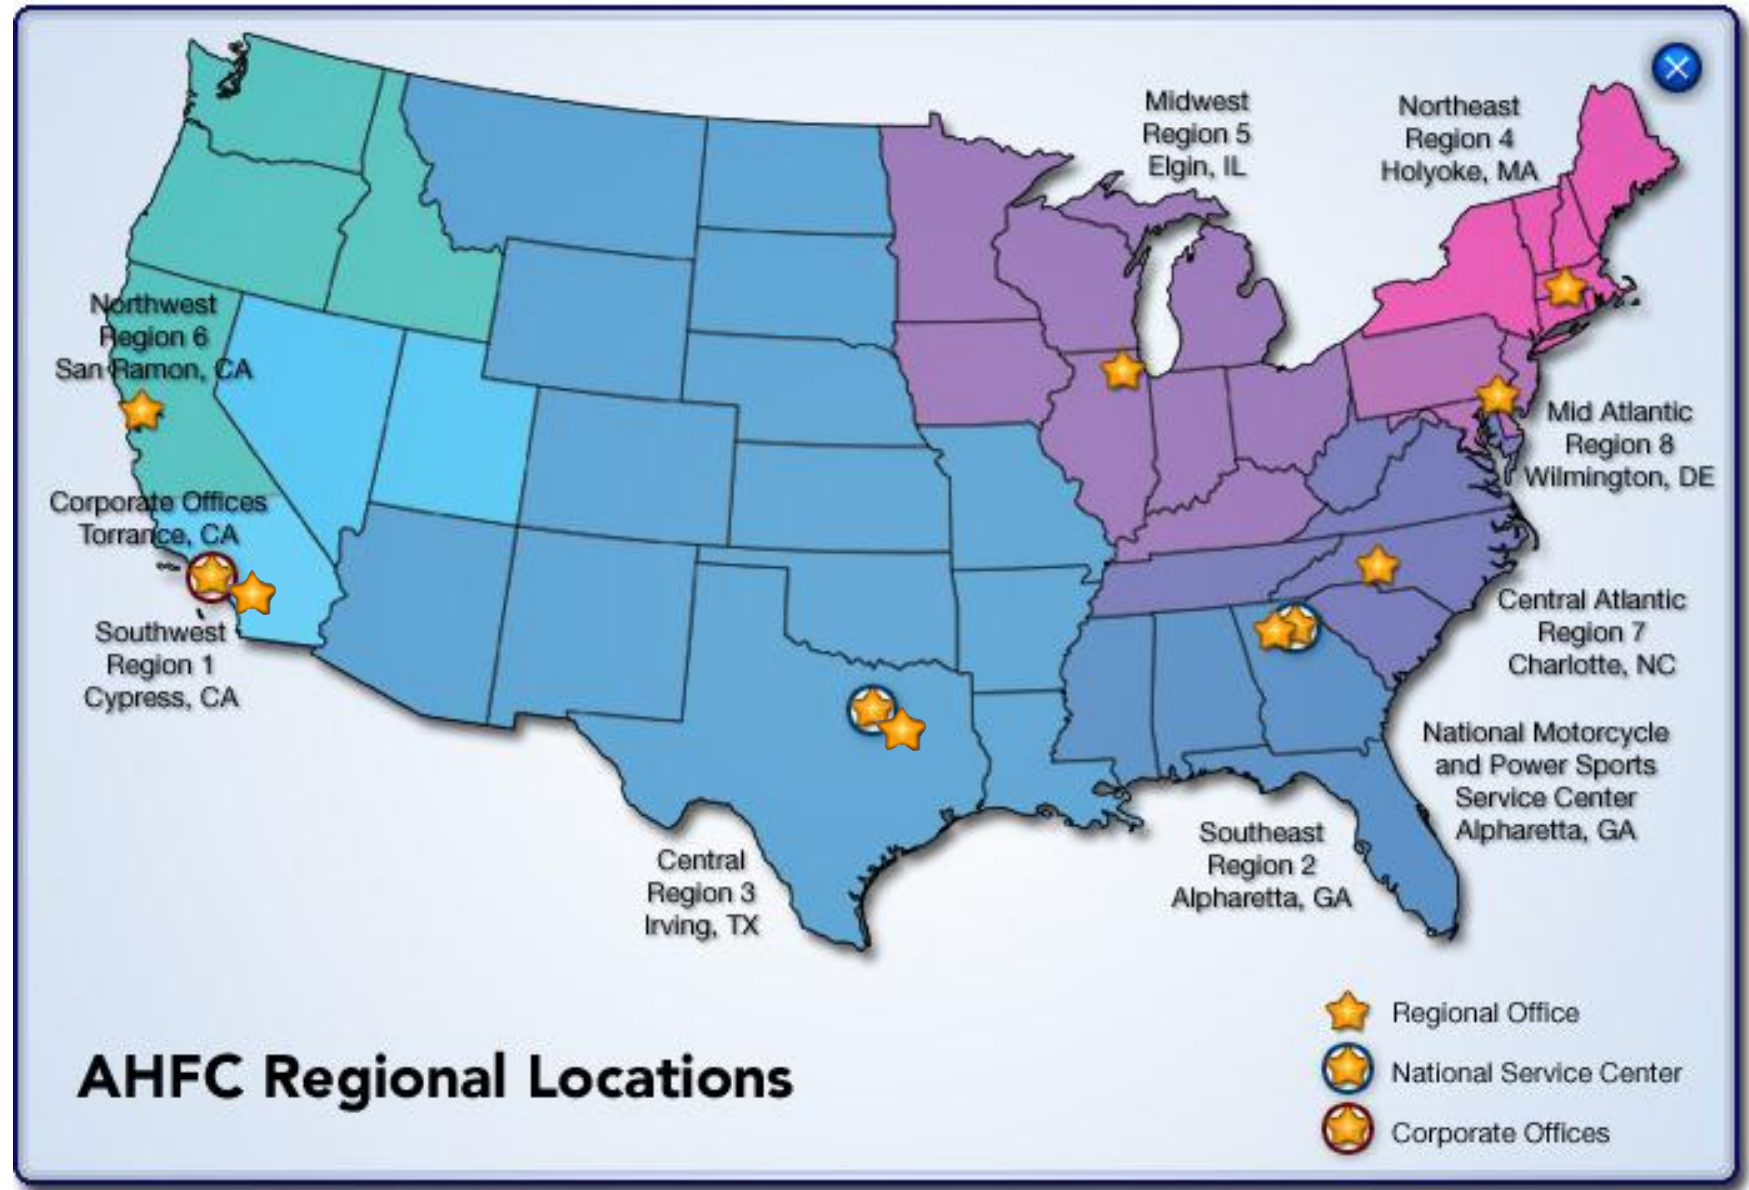 Midwest
Region 5
Elgin, IL
Northeast
Region 4
Holyoke, MA
Northwest
Region 6
San Ramon, CA
Mid Atlantic
Region 8
Wilmington, DE
Corporate Offices
Torrance, CA
Southwest
Region 1
Cypress, CA
Central Atlantic
Region 7
Charlotte, NC
National Motorcycle
and Power Sports
Service Center
Alpharetta, GA
Southeast
Region 2
Alpharetta, GA
Central
Region 3
Irving, TX
Regional Office
National Service Center
Corporate Offices
AHFC Regional Locations